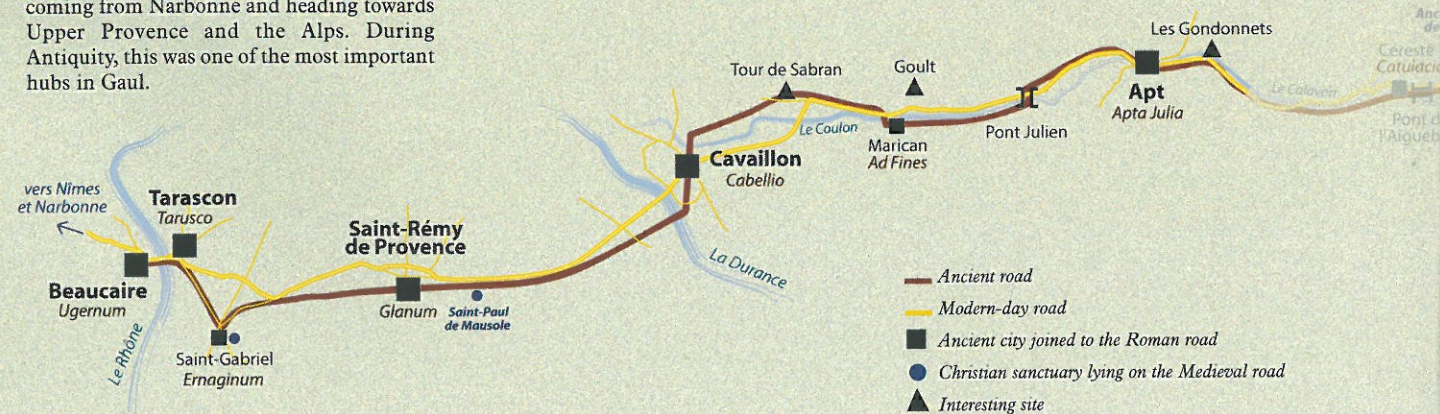 coming from Narbonne and heading towards
Upper Provence and the Alps. During
Antiquity, this was one of the most important
hubs in Gaul.
vers Nîmes
et Narbonne
Tarascon
Tarusco
Beaucaire
Ugernum
Le Rhône
Saint-Gabriel
Ernaginum
Saint-Rémy
de Provence
Glanum
Saint-Paul
de Mausole
Cavaillon
Cabellio
La Durance
Tour de Sabran
Le Coulon
Goult
Marican
Ad Fines
Pont Julien
Apt
Apta Julia
Les Gondonnets
Le Calavon
Céreste
Pont d
Ancient road
Modern-day road
Ancient city joined to the Roman road
Christian sanctuary lying on the Medieval road
Interesting site